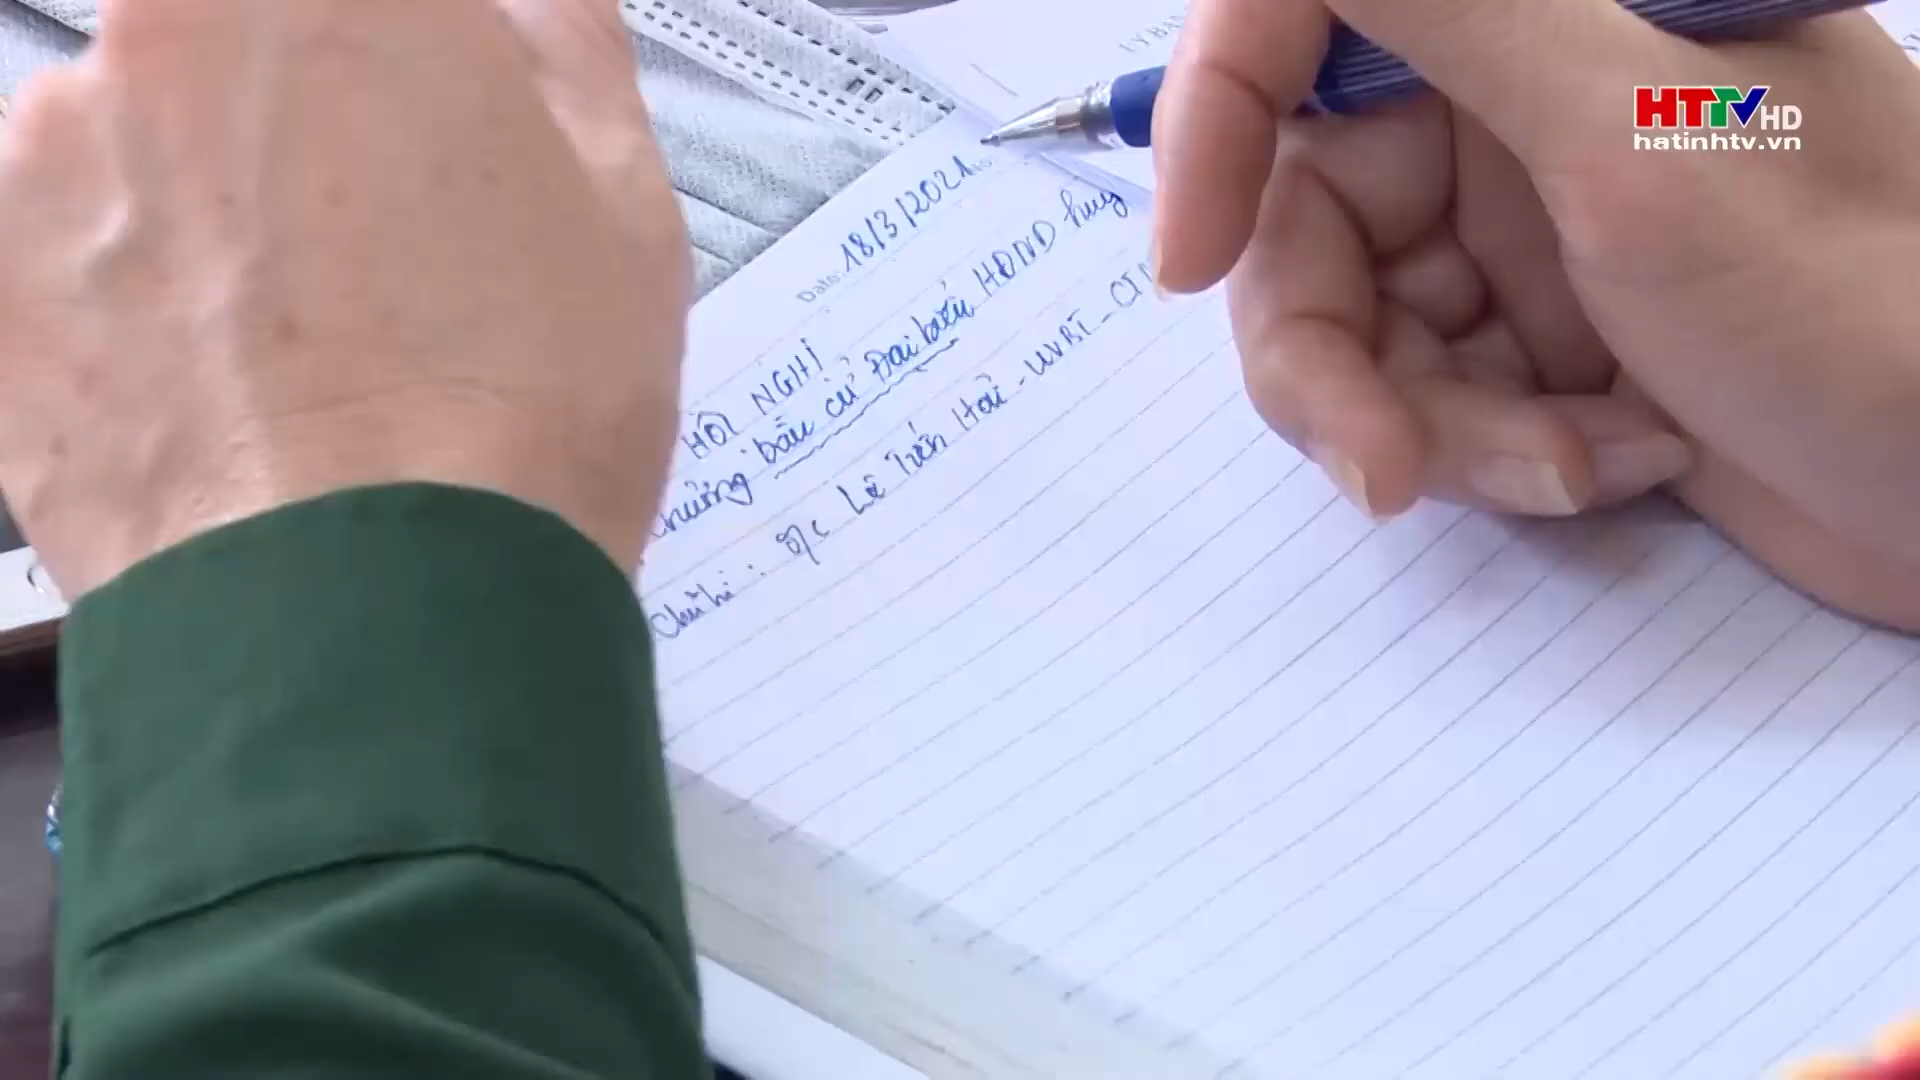 HTTV HD
hatinhtv.vn
Date: 18/3/2021
HỘI NGHỊ
bầu cử Đại biểu HĐND huy
Chủ trì : Đ/c Lê Tiến Hoài - UVBT - CT